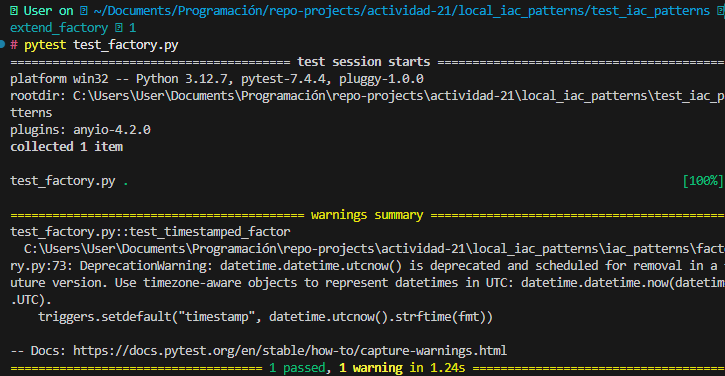 User on ~/Documents/Programación/repo-projects/actividad-21/local_iac_patterns/test_iac_patterns
extend_factory 1
# pytest test_factory.py
======================================== test session starts ========================================
platform win32 -- Python 3.12.7, pytest-7.4.4, pluggy-1.0.0
rootdir: C:\Users\User\Documents\Programación\repo-projects\actividad-21\local_iac_patterns\test_iac_p
tterns
plugins: anyio-4.2.0
collected 1 item
test_factory.py . [100%]
========================================== warnings summary ==========================================
test_factory.py::test_timestamped_factor
C:\Users\User\Documents\Programación\repo-projects\actividad-21\local_iac_patterns\iac_patterns\fact
ry.py:73: DeprecationWarning: datetime.datetime.utcnow() is deprecated and scheduled for removal in a
uture version. Use timezone-aware objects to represent datetimes in UTC: datetime.datetime.now(datetim
.UTC).
triggers.setdefault("timestamp", datetime.utcnow().strftime(fmt))
-- Docs: https://docs.pytest.org/en/stable/how-to/capture-warnings.html
==================================== 1 passed, 1 warning in 1.24s ====================================